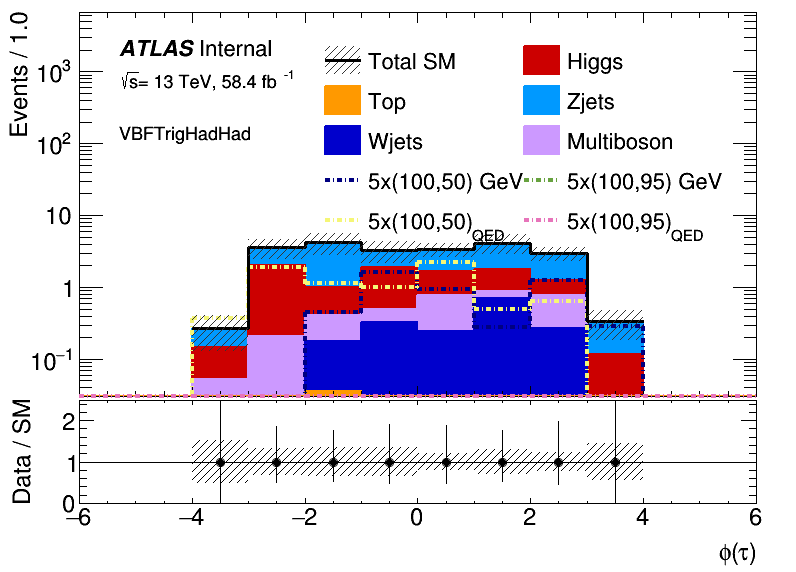 Events / 1.0
ATLAS Internal
√s= 13 TeV, 58.4 fb⁻¹
VBFTrigHadHad
Total SM
Higgs
Top
Zjets
Wjets
Multiboson
5x(100,50) GeV
5x(100,95) GeV
5x(100,50)_QED
5x(100,95)_QED
10³
10²
10
1
10⁻¹
Data / SM
2
1
0
−6 −4 −2 0 2 4 6
ϕ(τ)